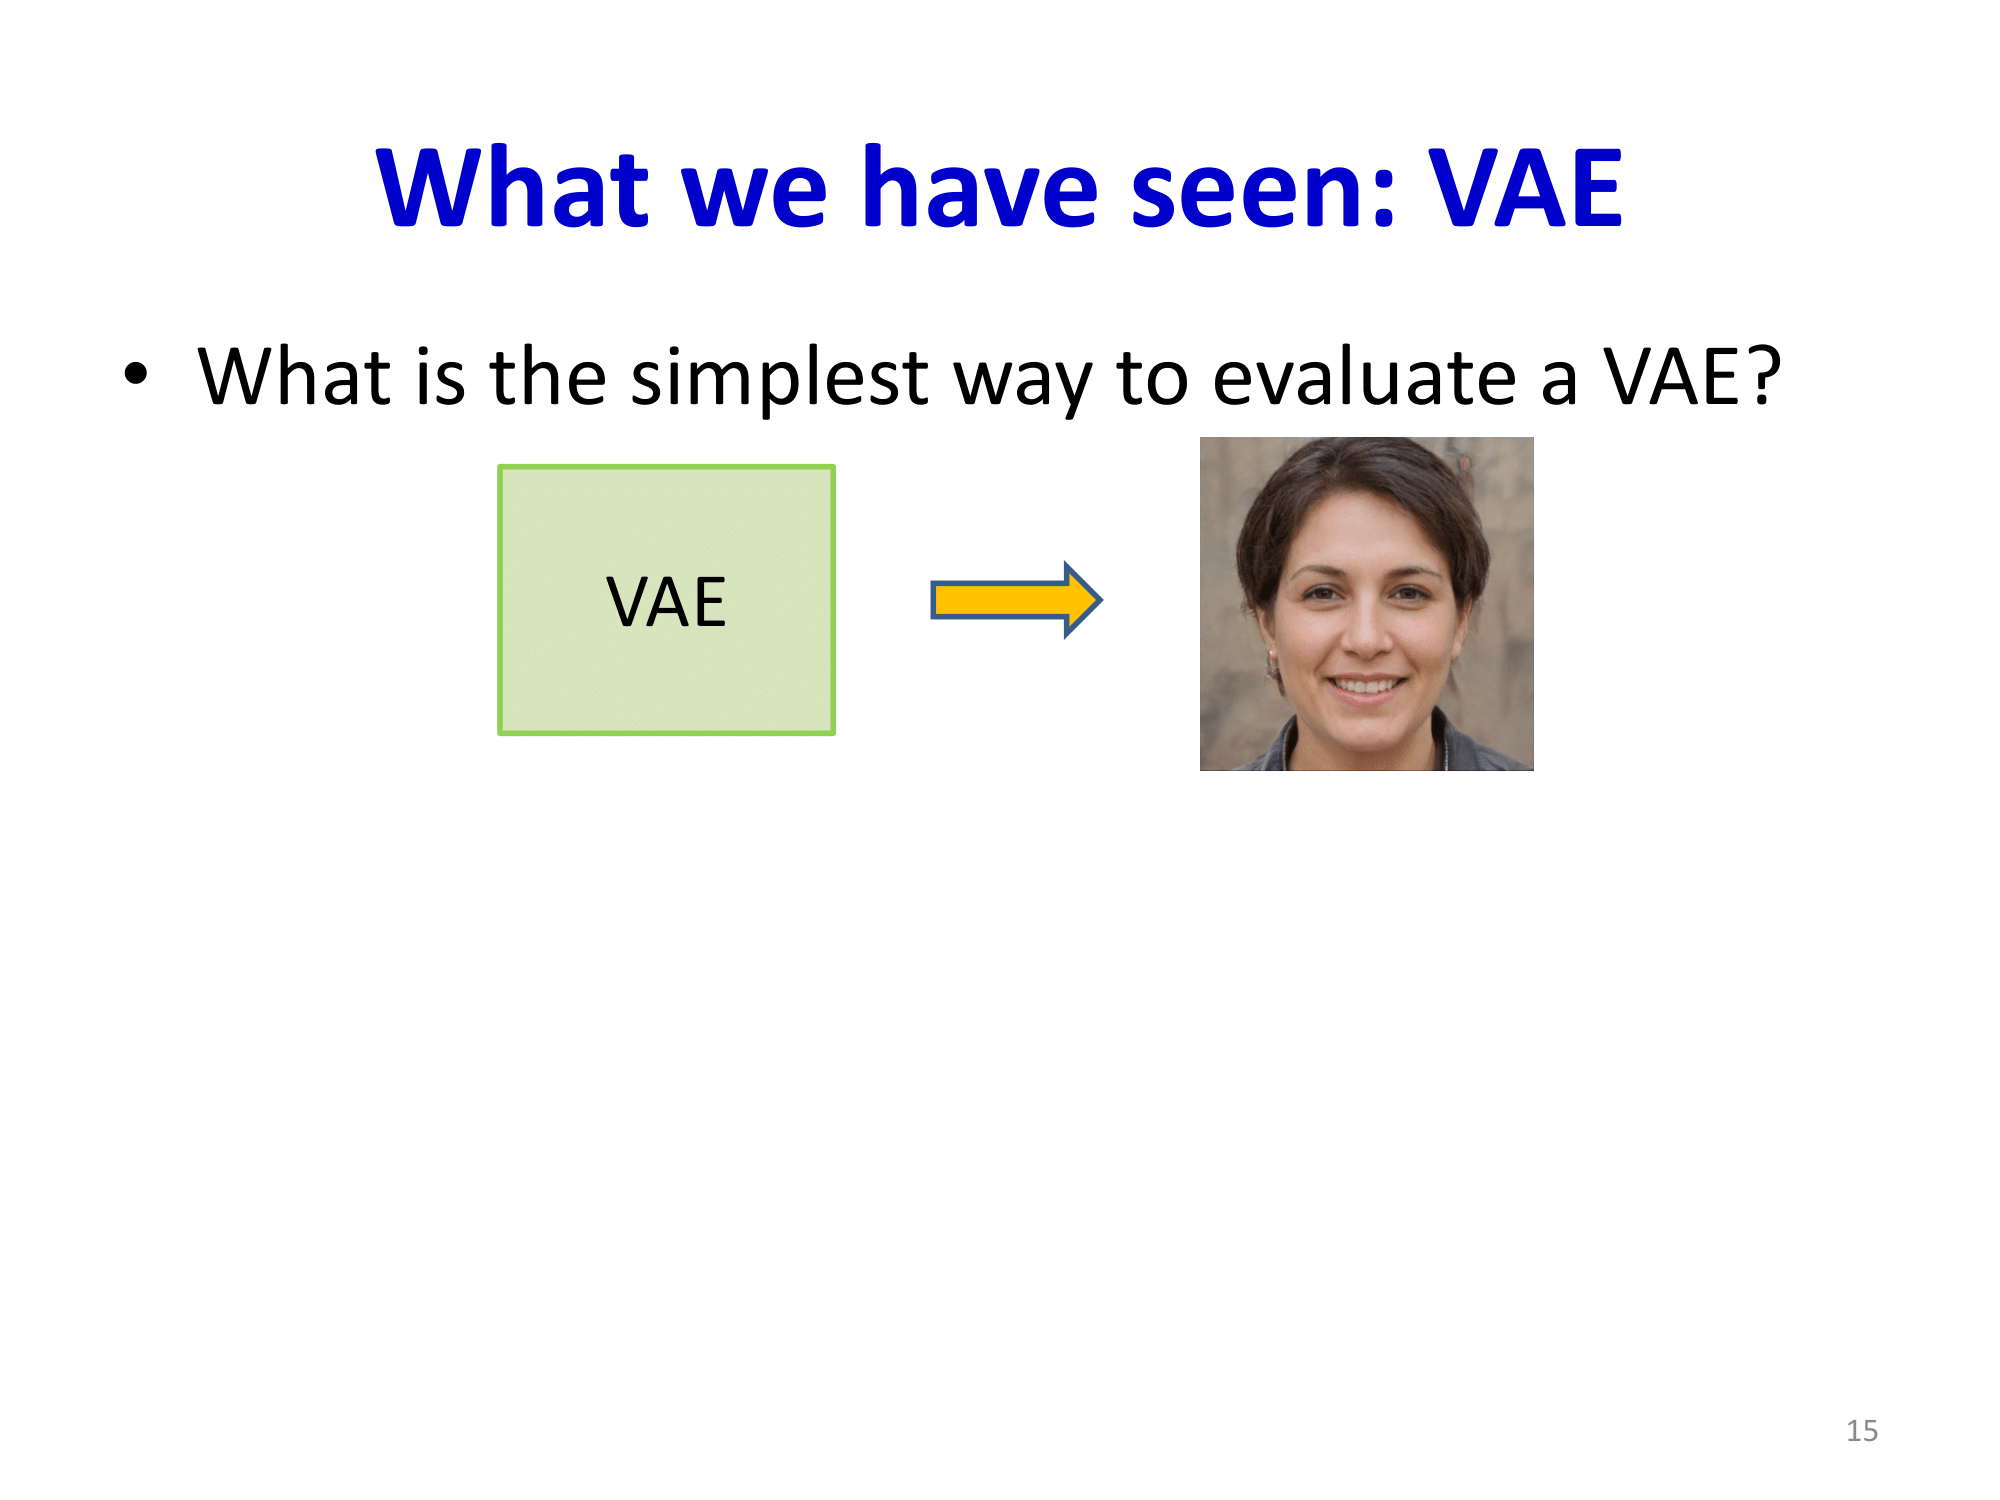 What we have seen: VAE
• What is the simplest way to evaluate a VAE?
VAE
15